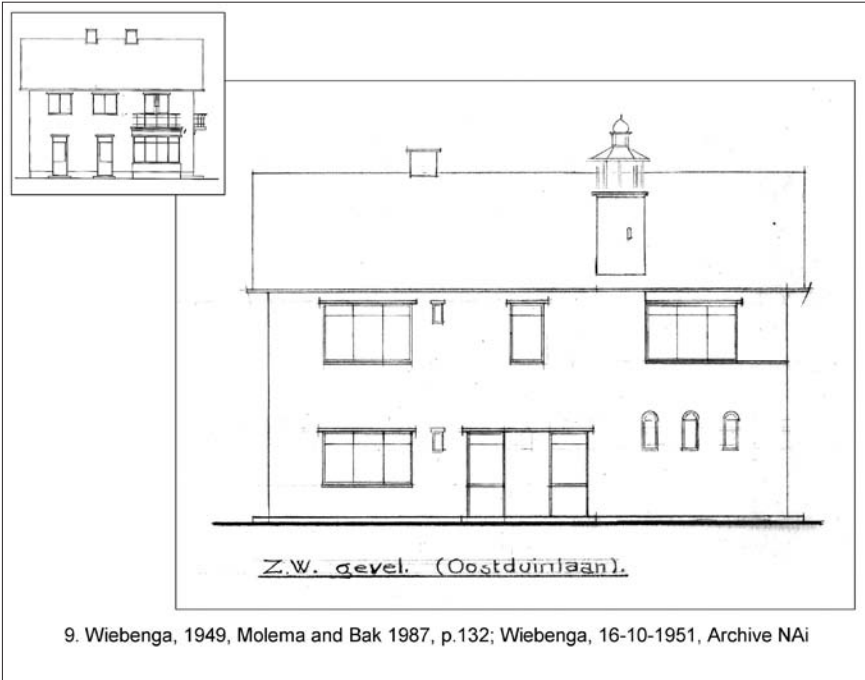 Z.W. gevel. (Oostduinlaan).
9. Wiebenga, 1949, Molema and Bak 1987, p.132; Wiebenga, 16-10-1951, Archive NAi